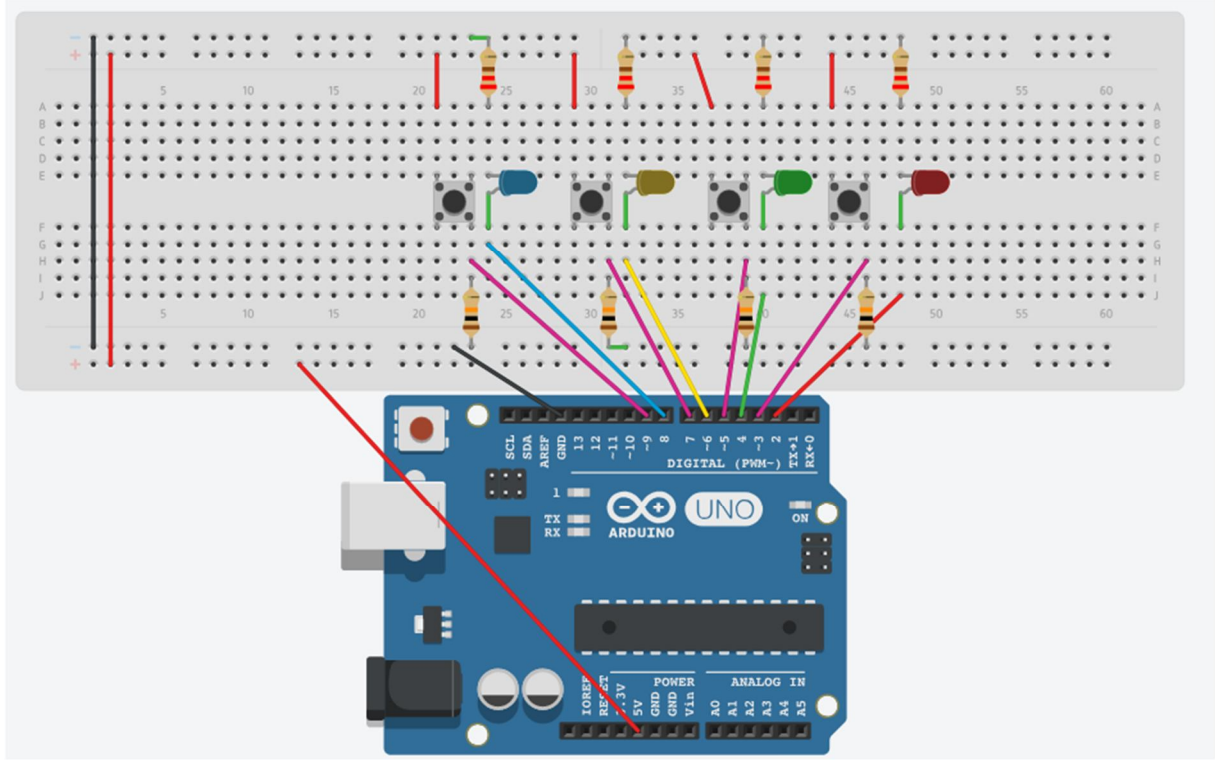 - -
+ +
5 10 15 20 25 30 35 40 45 50 55 60
A A
B B
C C
D D
E E
F F
G G
H H
I I
J J
5 10 15 20 25 30 35 40 45 50 55 60
- -
+ +
SCL SDA AREF GND 13 12 ~11 ~10 ~9 8 7 ~6 ~5 4 ~3 2 TX→1 RX←0
DIGITAL (PWM~)
1
TX
RX
ARDUINO
UNO
ON
POWER ANALOG IN
IOREF RESET 3.3V 5V GND GND Vin A0 A1 A2 A3 A4 A5